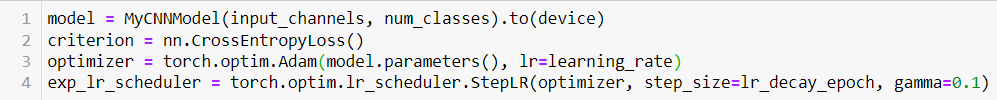 1 model = MyCNNModel(input_channels, num_classes).to(device)
2 criterion = nn.CrossEntropyLoss()
3 optimizer = torch.optim.Adam(model.parameters(), lr=learning_rate)
4 exp_lr_scheduler = torch.optim.lr_scheduler.StepLR(optimizer, step_size=lr_decay_epoch, gamma=0.1)